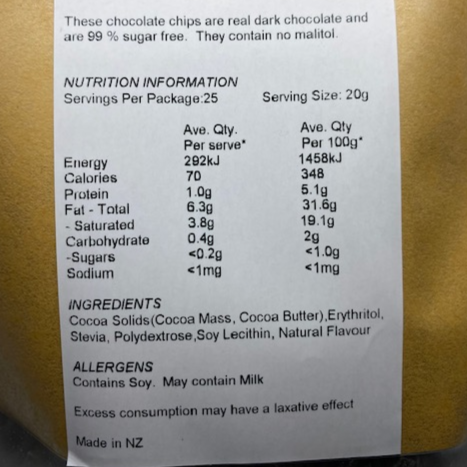 These chocolate chips are real dark chocolate and
are 99 % sugar free. They contain no malitol.
NUTRITION INFORMATION
Servings Per Package:25 Serving Size: 20g
Ave. Qty. Ave. Qty
Per serve* Per 100g*
Energy 292kJ 1458kJ
Calories 70 348
Protein 1.0g 5.1g
Fat - Total 6.3g 31.6g
- Saturated 3.8g 19.1g
Carbohydrate 0.4g 2g
-Sugars <0.2g <1.0g
Sodium <1mg <1mg
INGREDIENTS
Cocoa Solids(Cocoa Mass, Cocoa Butter),Erythritol,
Stevia, Polydextrose,Soy Lecithin, Natural Flavour
ALLERGENS
Contains Soy. May contain Milk
Excess consumption may have a laxative effect
Made in NZ